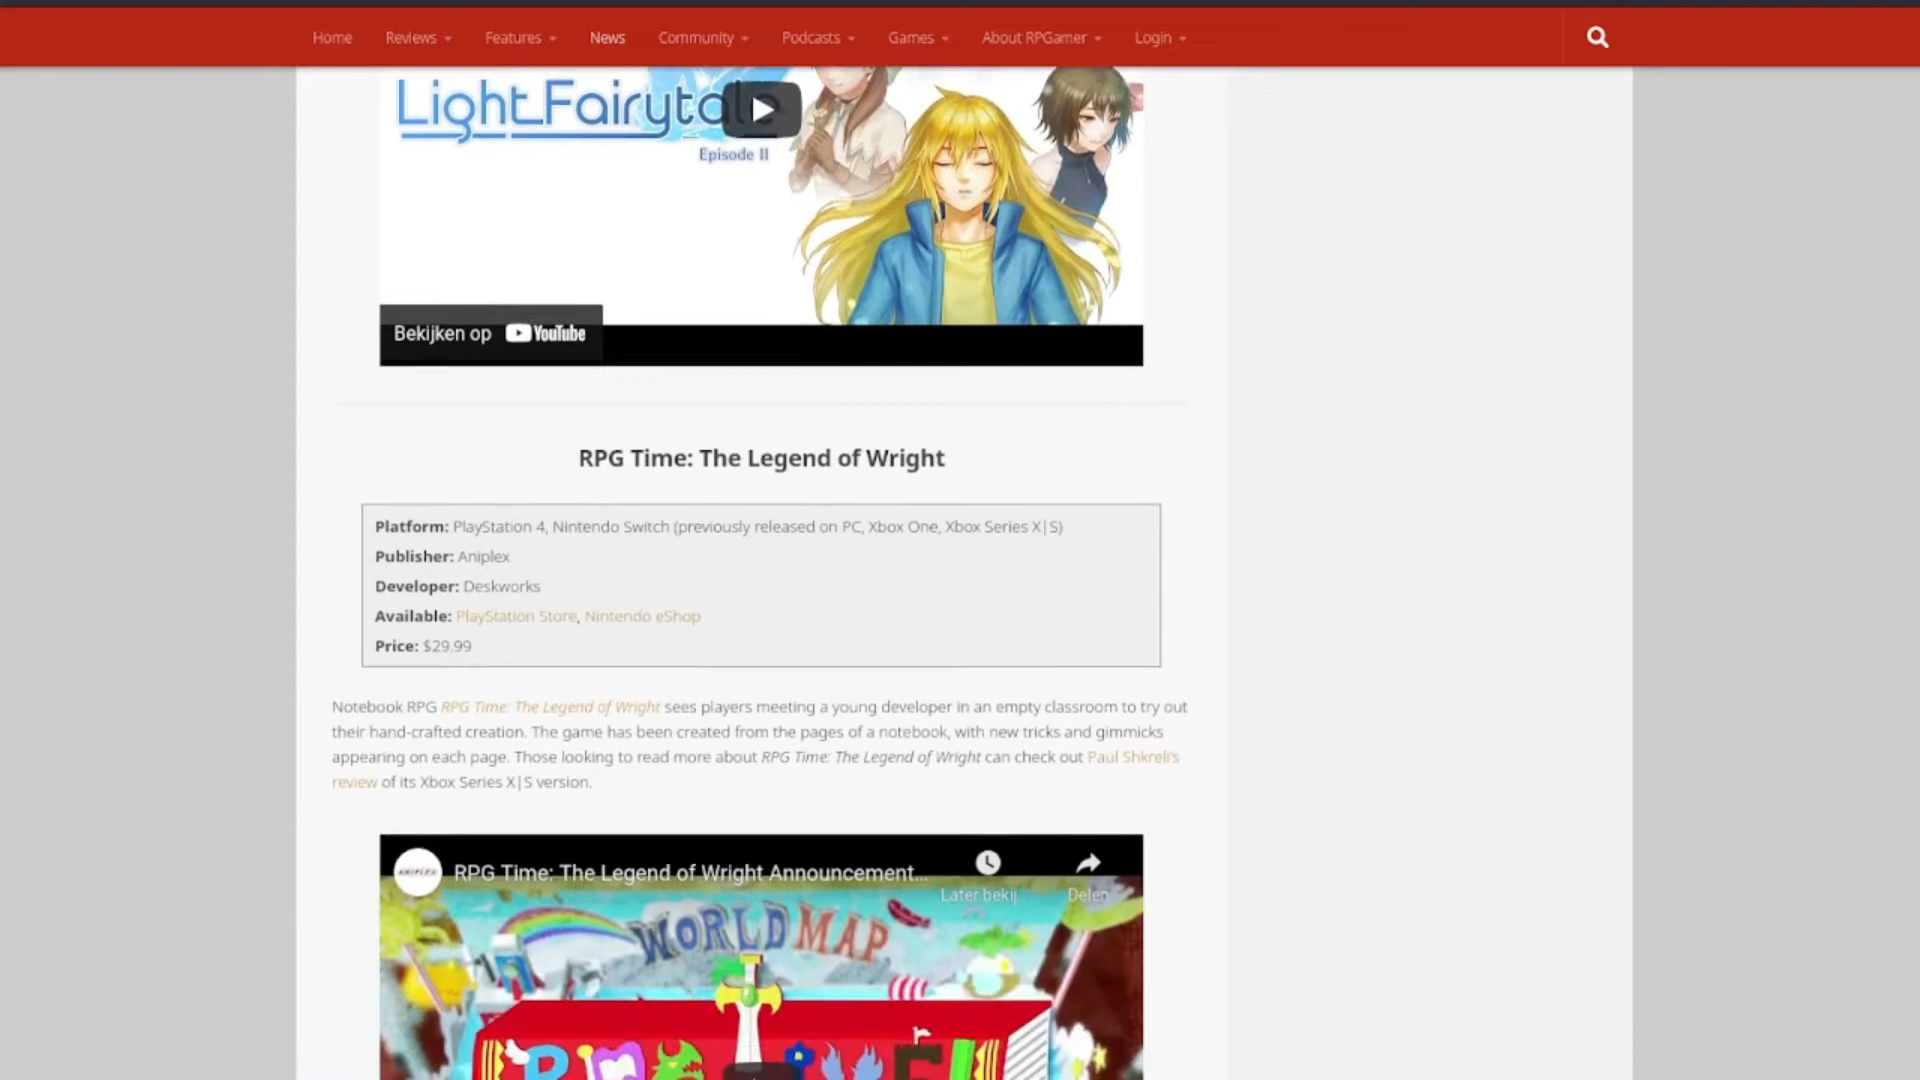 Home Reviews Features News Community Podcasts Games About RPGamer Login
Light Fairytale
Episode II
Bekijken op YouTube
RPG Time: The Legend of Wright
Platform: PlayStation 4, Nintendo Switch (previously released on PC, Xbox One, Xbox Series X|S)
Publisher: Aniplex
Developer: Deskworks
Available: PlayStation Store, Nintendo eShop
Price: $29.99
Notebook RPG RPG Time: The Legend of Wright sees players meeting a young developer in an empty classroom to try out
their hand-crafted creation. The game has been created from the pages of a notebook, with new tricks and gimmicks
appearing on each page. Those looking to read more about RPG Time: The Legend of Wright can check out Paul Shkreli's
review of its Xbox Series X|S version.
ANIPLEX RPG Time: The Legend of Wright Announcement...
Later bekij Delen
WORLD MAP
RPG TIME!